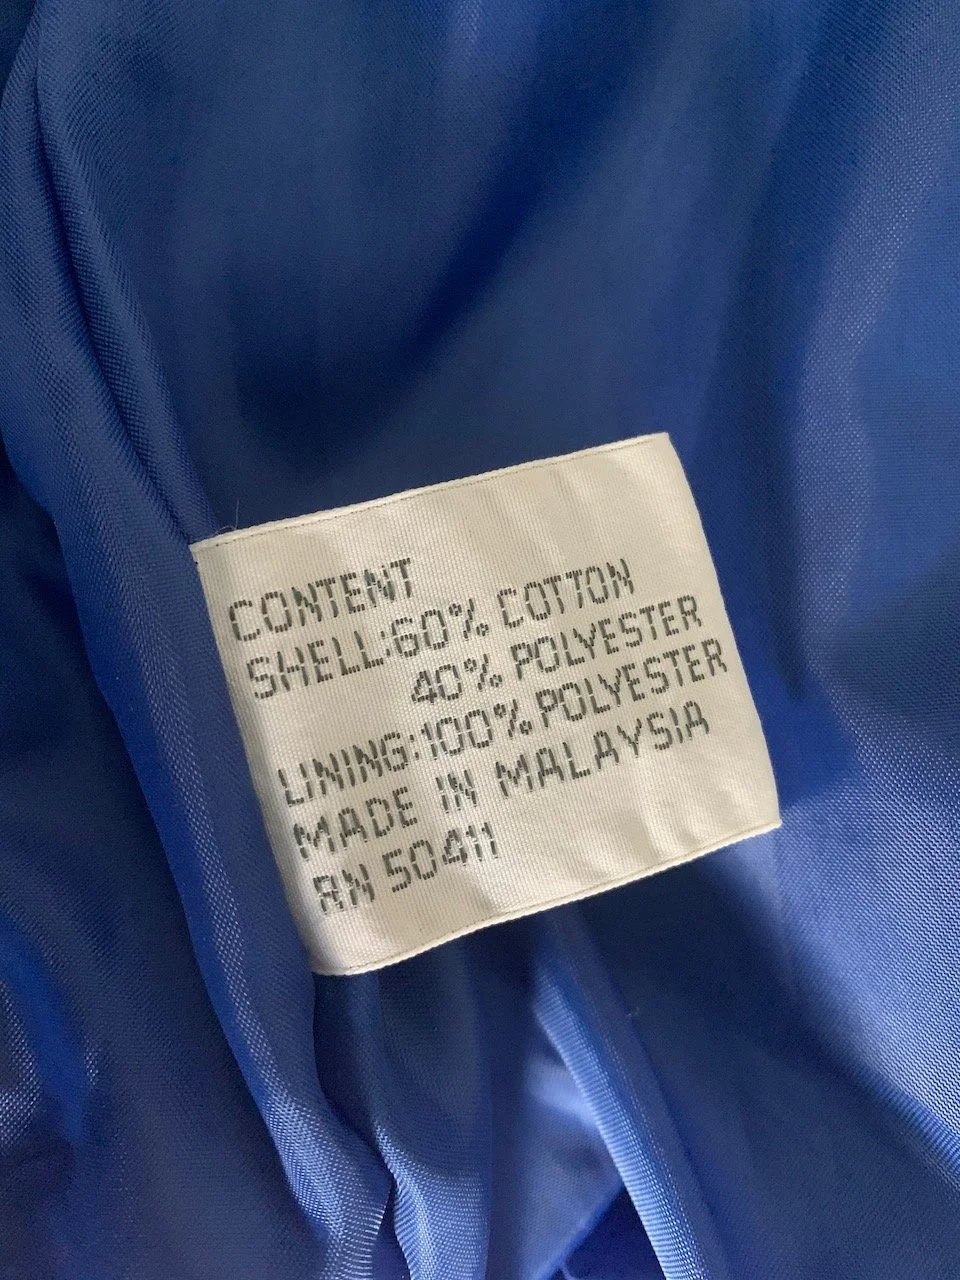 CONTENT
SHELL:60% COTTON
40% POLYESTER
LINING:100% POLYESTER
MADE IN MALAYSIA
RN 50411